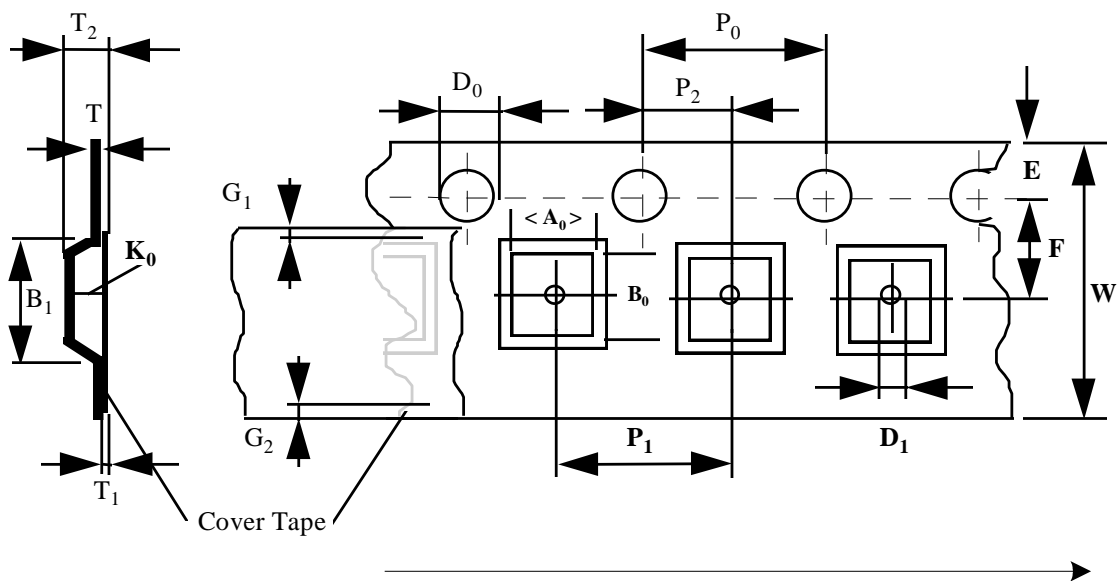 T₂
P₀
D₀
P₂
T
E
G₁
< A₀ >
K₀
F
B₁
B₀
W
G₂
P₁
D₁
T₁
Cover Tape